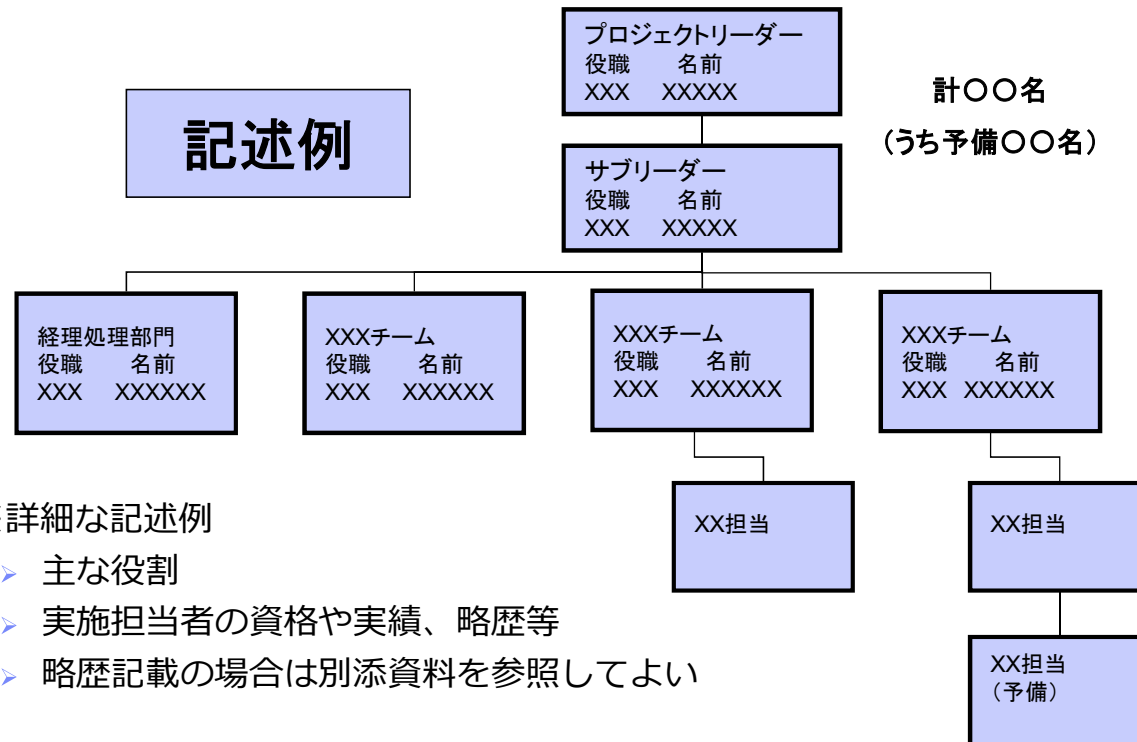 プロジェクトリーダー
役職 名前
XXX XXXXX
計〇〇名
（うち予備〇〇名）
記述例
サブリーダー
役職 名前
XXX XXXXX
経理処理部門
役職 名前
XXX XXXXXX
XXXチーム
役職 名前
XXX XXXXXX
XXXチーム
役職 名前
XXX XXXXXX
XXXチーム
役職 名前
XXX XXXXXX
XX担当
XX担当
XX担当
（予備）
詳細な記述例
➢ 主な役割
➢ 実施担当者の資格や実績、略歴等
➢ 略歴記載の場合は別添資料を参照してよい